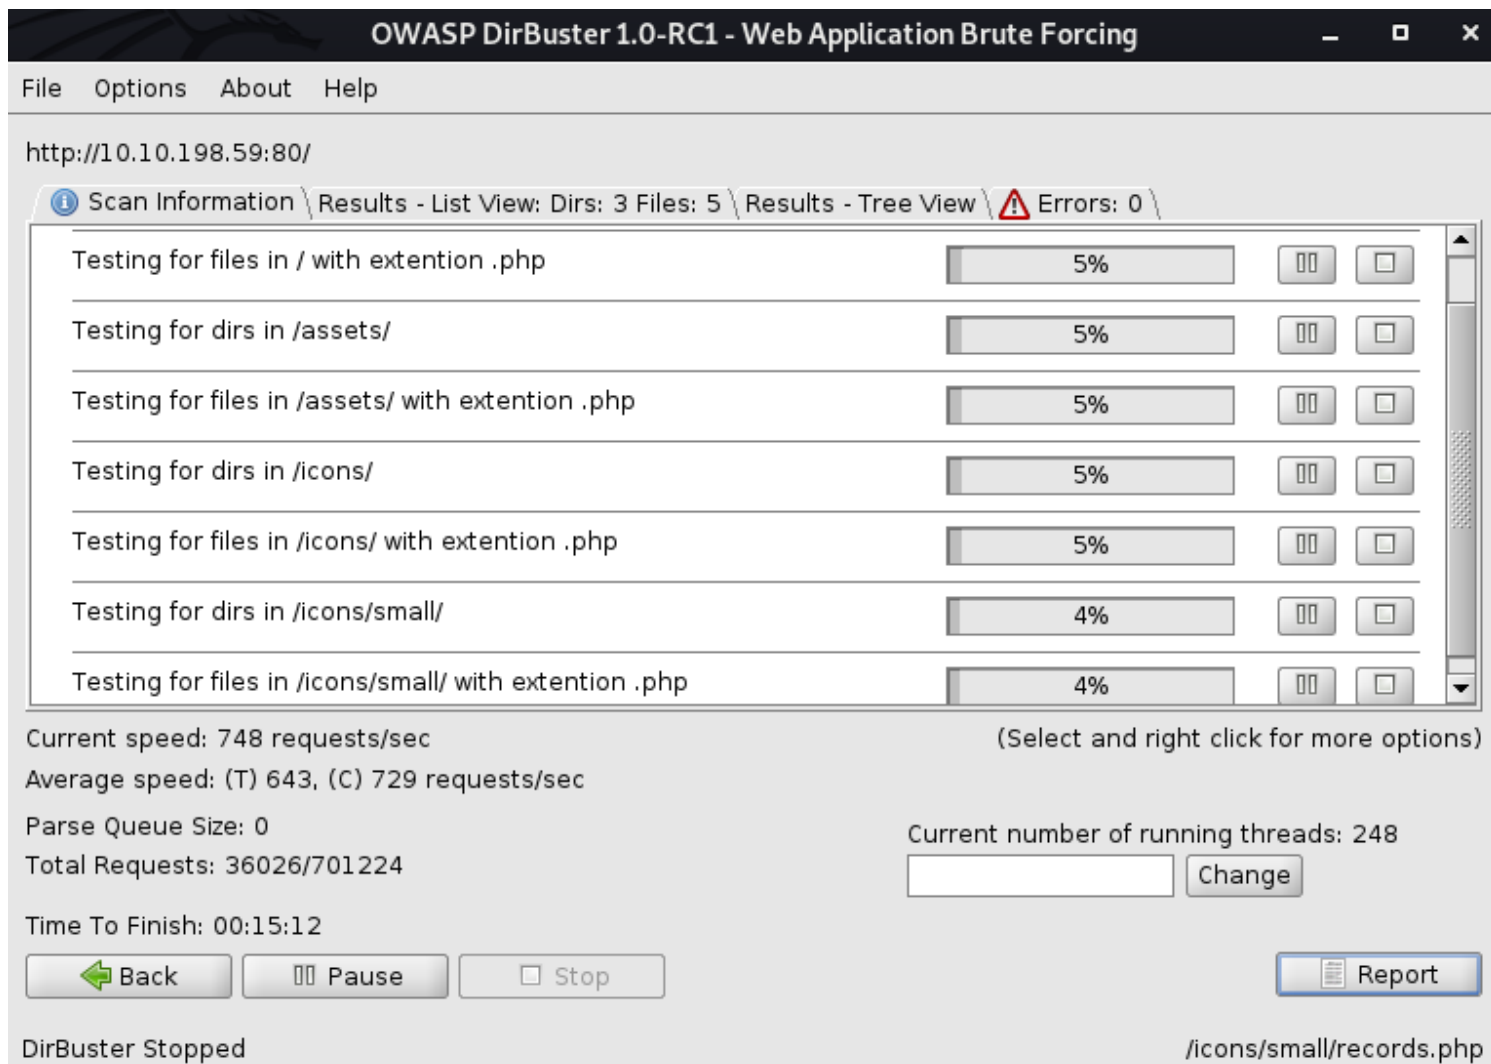 OWASP DirBuster 1.0-RC1 - Web Application Brute Forcing
File Options About Help
http://10.10.198.59:80/
Scan Information Results - List View: Dirs: 3 Files: 5 Results - Tree View Errors: 0
Testing for files in / with extention .php 5%
Testing for dirs in /assets/ 5%
Testing for files in /assets/ with extention .php 5%
Testing for dirs in /icons/ 5%
Testing for files in /icons/ with extention .php 5%
Testing for dirs in /icons/small/ 4%
Testing for files in /icons/small/ with extention .php 4%
Current speed: 748 requests/sec (Select and right click for more options)
Average speed: (T) 643, (C) 729 requests/sec
Parse Queue Size: 0
Current number of running threads: 248
Total Requests: 36026/701224
Change
Time To Finish: 00:15:12
Back Pause Stop Report
DirBuster Stopped /icons/small/records.php